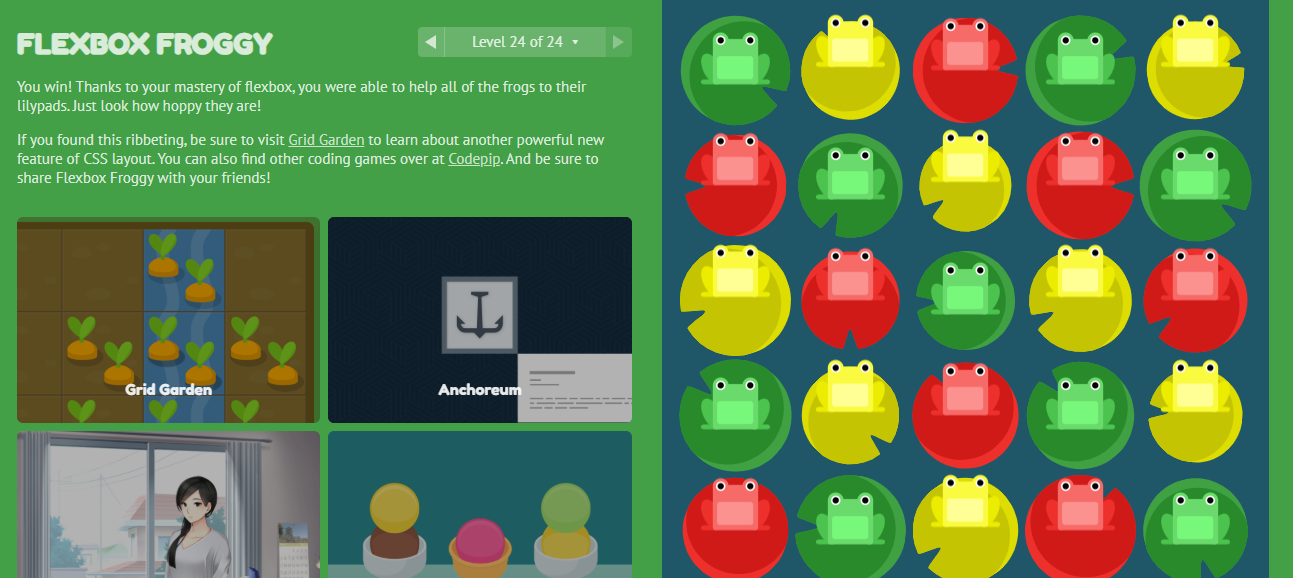 FLEXBOX FROGGY
Level 24 of 24
You win! Thanks to your mastery of flexbox, you were able to help all of the frogs to their
lilypads. Just look how hoppy they are!
If you found this ribbeting, be sure to visit Grid Garden to learn about another powerful new
feature of CSS layout. You can also find other coding games over at Codepip. And be sure to
share Flexbox Froggy with your friends!
Grid Garden
Anchoreum